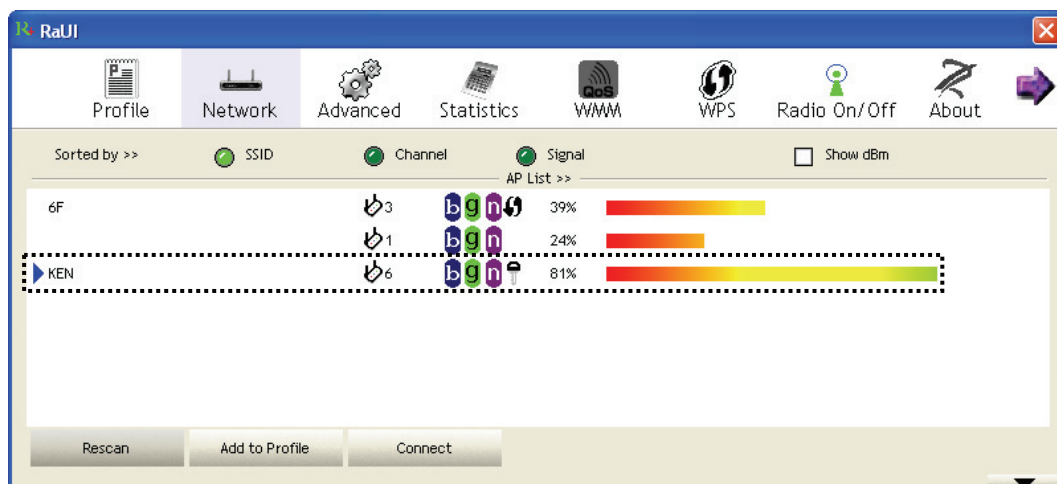 RaUI
Profile Network Advanced Statistics QoS WMM WPS Radio On/Off About
Sorted by >> SSID Channel Signal Show dBm
AP List >>
6F 3 b g n 39%
1 b g n 24%
KEN 6 b g n 81%
Rescan Add to Profile Connect